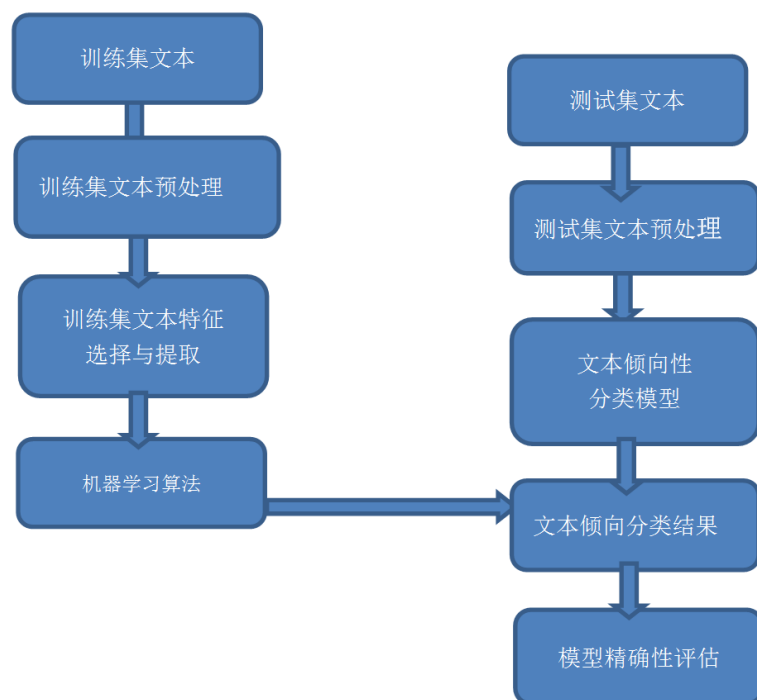 训练集文本
训练集文本预处理
训练集文本特征
选择与提取
机器学习算法
测试集文本
测试集文本预处理
文本倾向性
分类模型
文本倾向分类结果
模型精确性评估